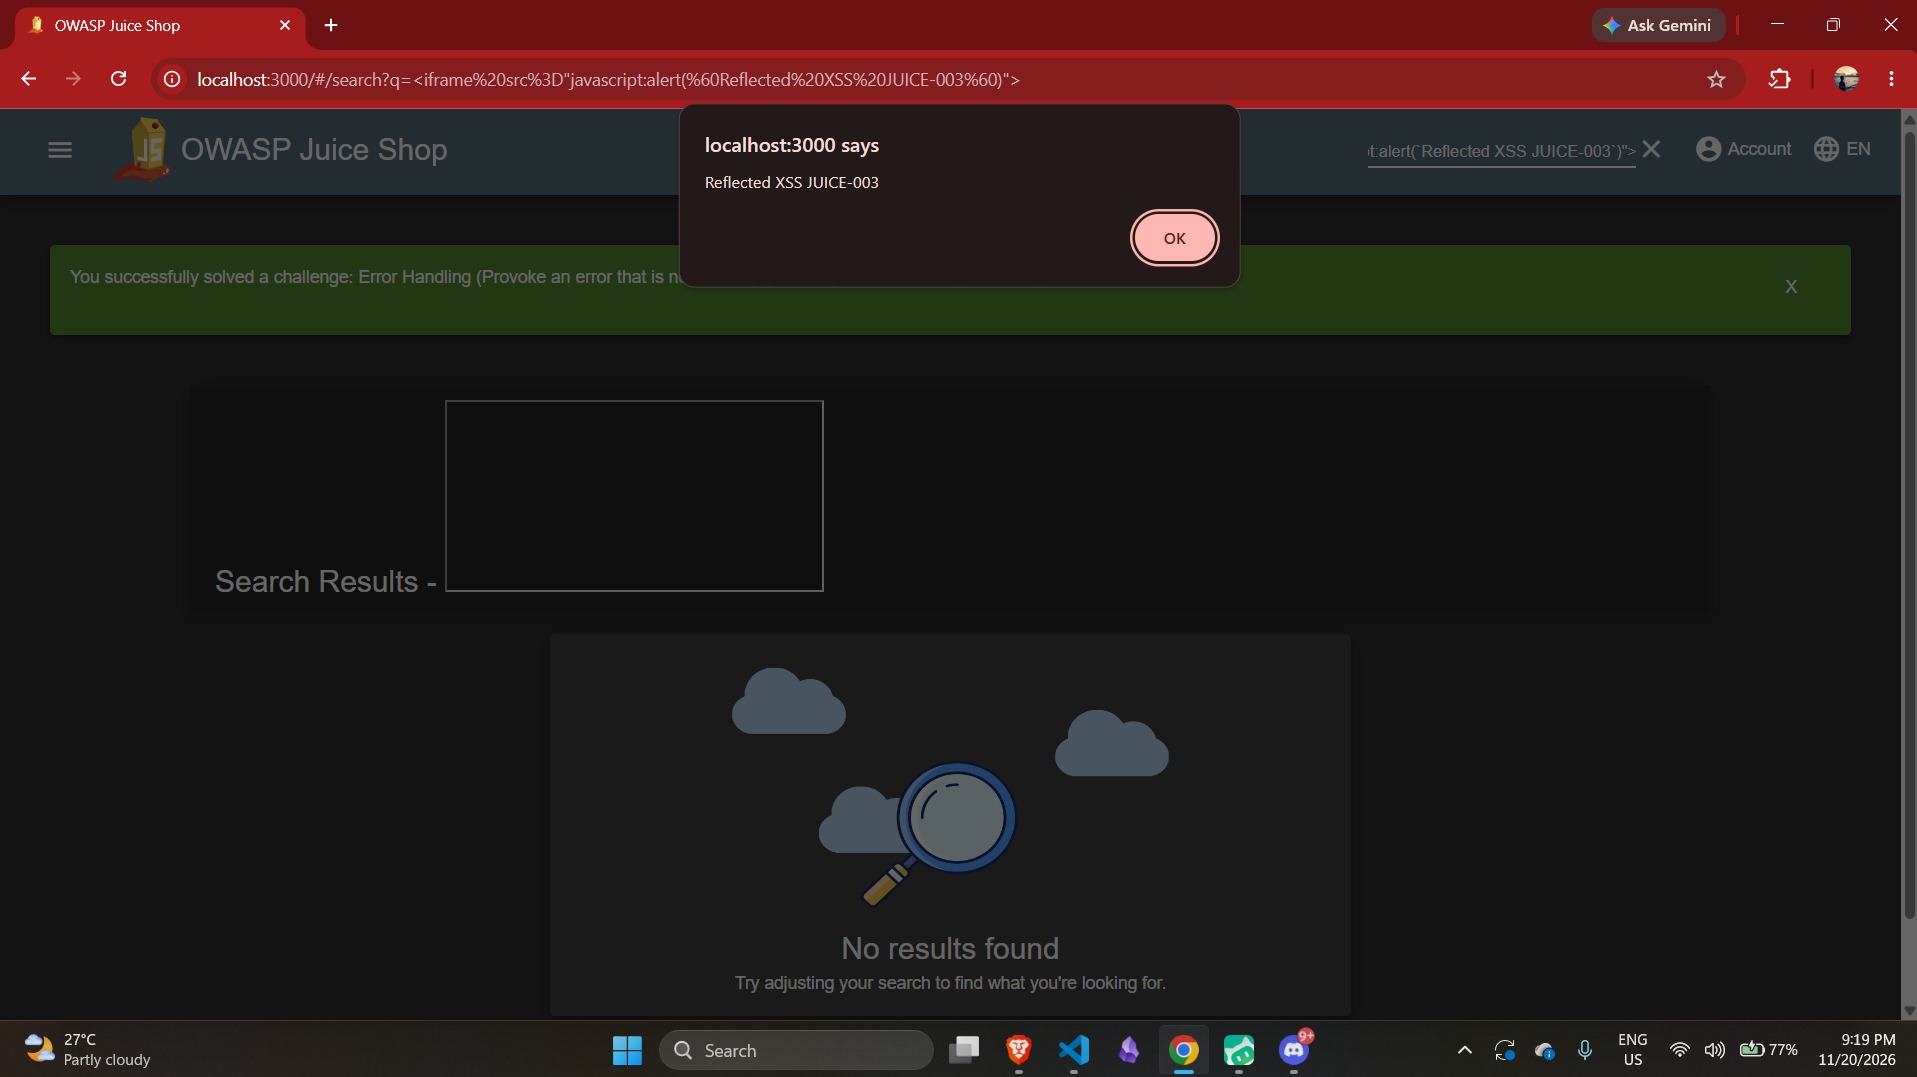 OWASP Juice Shop
Ask Gemini
localhost:3000/#/search?q=<iframe%20src%3D"javascript:alert(%60Reflected%20XSS%20JUICE-003%60)">
localhost:3000 says
Reflected XSS JUICE-003
OK
OWASP Juice Shop
t:alert(`Reflected XSS JUICE-003`)">
Account
EN
You successfully solved a challenge: Error Handling (Provoke an error that is
X
Search Results -
No results found
Try adjusting your search to find what you're looking for.
27°C
Partly cloudy
Search
9+
ENG
US
77%
9:19 PM
11/20/2026